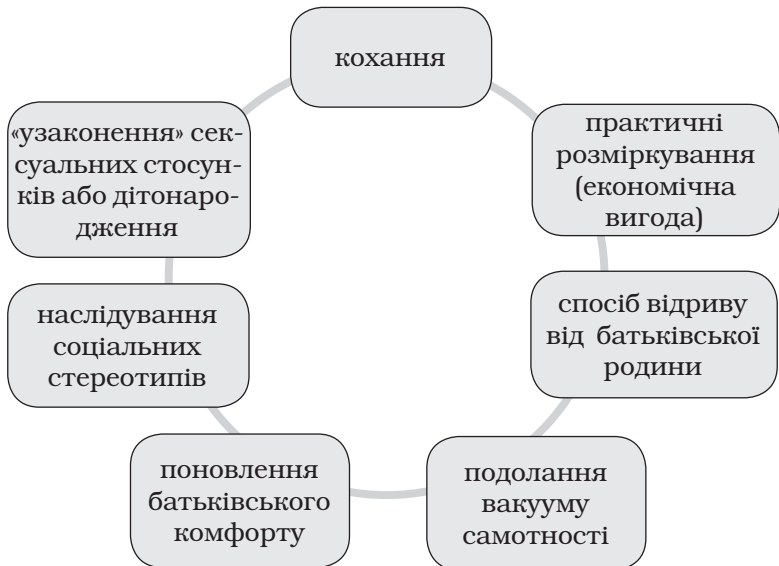 кохання
практичні
розміркування
(економічна
вигода)
спосіб відриву
від батьківської
родини
подолання
вакууму
самотності
поновлення
батьківського
комфорту
наслідування
соціальних
стереотипів
«узаконення» сек-
суальних стосун-
ків або дітонаро-
дження